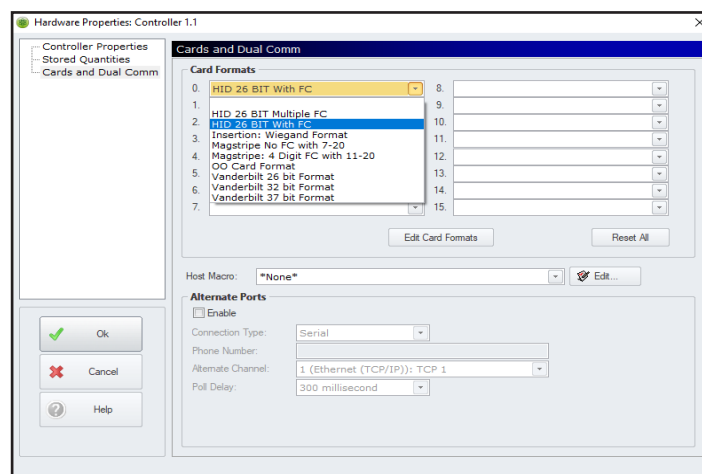 Hardware Properties: Controller 1.1
Controller Properties
Stored Quantities
Cards and Dual Comm
Cards and Dual Comm
Card Formats
0. HID 26 BIT With FC 8.
1. 9.
HID 26 BIT Multiple FC
2. HID 26 BIT With FC 10.
3. Insertion: Wiegand Format 11.
Magstripe No FC with 7-20
4. Magstripe: 4 Digit FC with 11-20 12.
5. OO Card Format 13.
Vanderbilt 26 bit Format
6. Vanderbilt 32 bit Format 14.
Vanderbilt 37 bit Format
7. 15.
Edit Card Formats Reset All
Host Macro: *None* Edit...
Alternate Ports
Enable
Connection Type: Serial
Phone Number:
Alternate Channel: 1 (Ethernet (TCP/IP)): TCP 1
Poll Delay: 300 millisecond
Ok
Cancel
Help